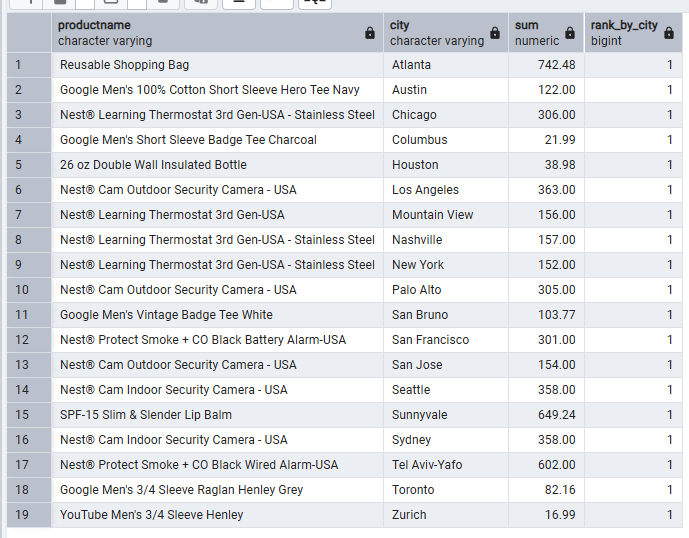 productname city sum rank_by_city
character varying character varying numeric bigint
1 Reusable Shopping Bag Atlanta 742.48 1
2 Google Men's 100% Cotton Short Sleeve Hero Tee Navy Austin 122.00 1
3 Nest® Learning Thermostat 3rd Gen-USA - Stainless Steel Chicago 306.00 1
4 Google Men's Short Sleeve Badge Tee Charcoal Columbus 21.99 1
5 26 oz Double Wall Insulated Bottle Houston 38.98 1
6 Nest® Cam Outdoor Security Camera - USA Los Angeles 363.00 1
7 Nest® Learning Thermostat 3rd Gen-USA Mountain View 156.00 1
8 Nest® Learning Thermostat 3rd Gen-USA - Stainless Steel Nashville 157.00 1
9 Nest® Learning Thermostat 3rd Gen-USA - Stainless Steel New York 152.00 1
10 Nest® Cam Outdoor Security Camera - USA Palo Alto 305.00 1
11 Google Men's Vintage Badge Tee White San Bruno 103.77 1
12 Nest® Protect Smoke + CO Black Battery Alarm-USA San Francisco 301.00 1
13 Nest® Cam Outdoor Security Camera - USA San Jose 154.00 1
14 Nest® Cam Indoor Security Camera - USA Seattle 358.00 1
15 SPF-15 Slim & Slender Lip Balm Sunnyvale 649.24 1
16 Nest® Cam Indoor Security Camera - USA Sydney 358.00 1
17 Nest® Protect Smoke + CO Black Wired Alarm-USA Tel Aviv-Yafo 602.00 1
18 Google Men's 3/4 Sleeve Raglan Henley Grey Toronto 82.16 1
19 YouTube Men's 3/4 Sleeve Henley Zurich 16.99 1